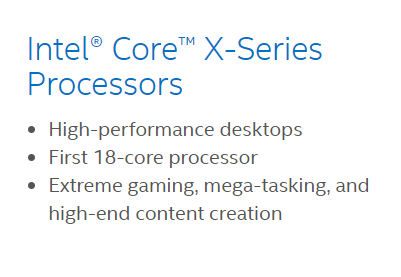 Intel® Core™ X-Series
Processors
• High-performance desktops
• First 18-core processor
• Extreme gaming, mega-tasking, and
high-end content creation